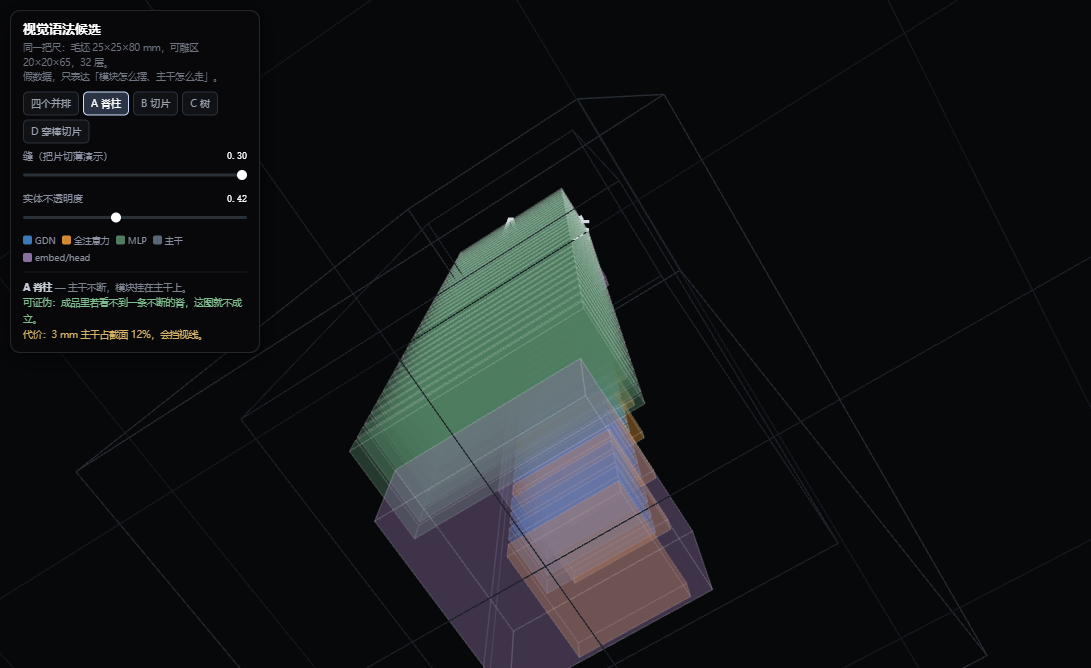 视觉语法候选
同一把尺：毛坯 25×25×80 mm，可雕区
20×20×65，32 层。
假数据，只表达「模块怎么摆、主干怎么走」。
四个并排
A 脊柱
B 切片
C 树
D 穿棒切片
缝（把片切薄演示）
0.30
实体不透明度
0.42
GDN 全注意力 MLP 主干
embed/head
A 脊柱 — 主干不断，模块挂在主干上。
可证伪：成品里若看不到一条不断的脊，这图就不成
立。
代价：3 mm 主干占截面 12%，会挡视线。